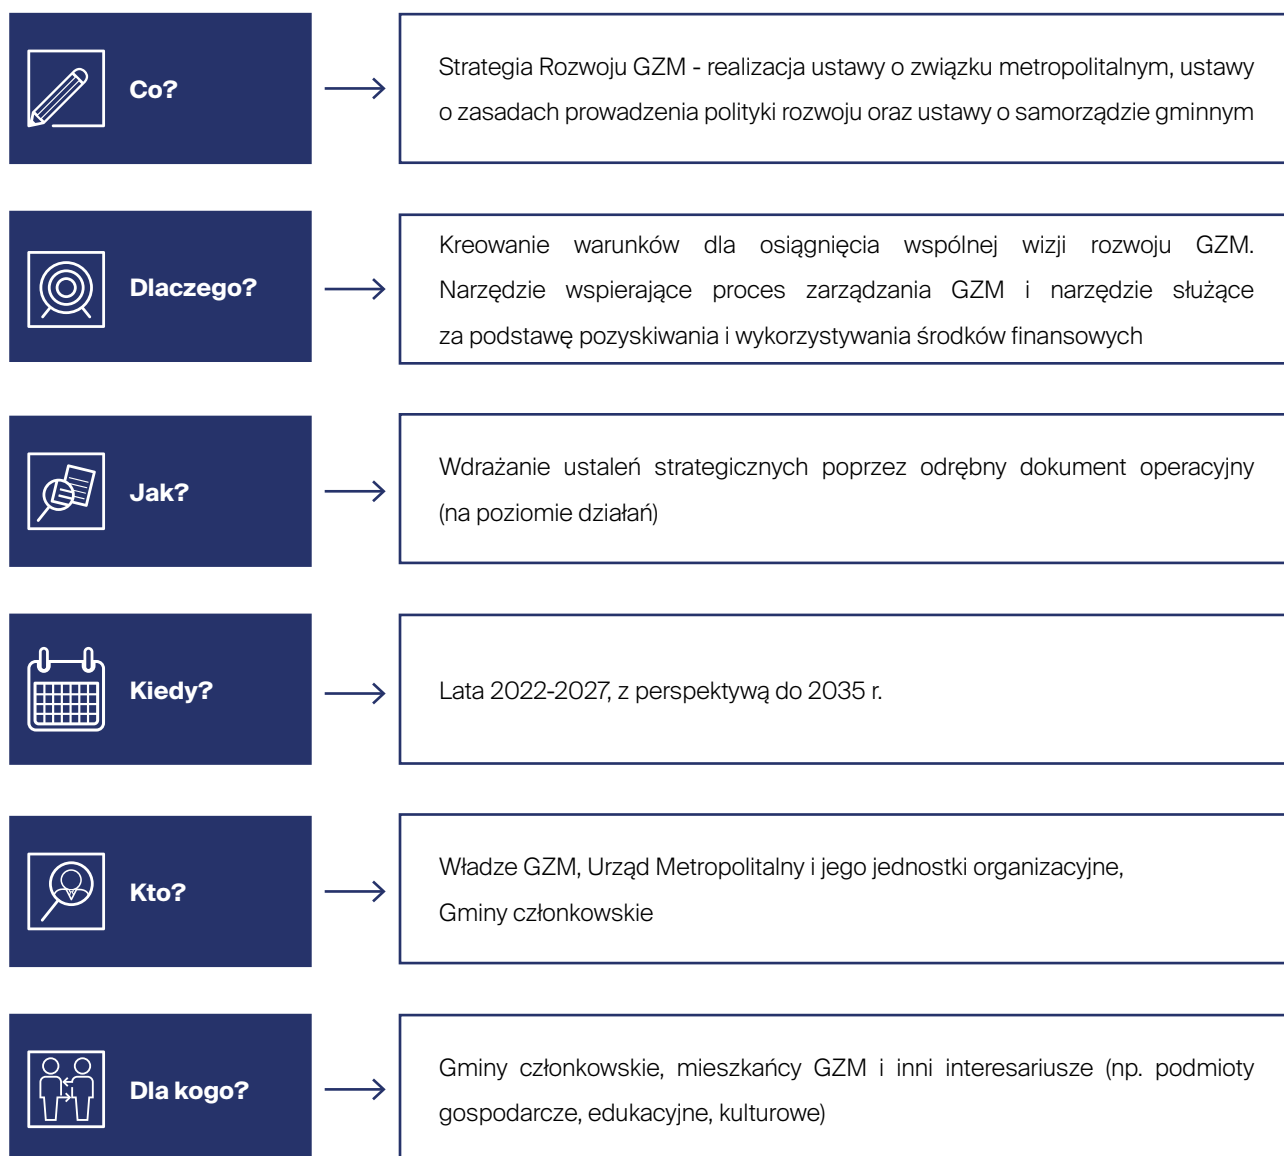 Co?
Strategia Rozwoju GZM - realizacja ustawy o związku metropolitalnym, ustawy
o zasadach prowadzenia polityki rozwoju oraz ustawy o samorządzie gminnym
Dlaczego?
Kreowanie warunków dla osiągnięcia wspólnej wizji rozwoju GZM.
Narzędzie wspierające proces zarządzania GZM i narzędzie służące
za podstawę pozyskiwania i wykorzystywania środków finansowych
Jak?
Wdrażanie ustaleń strategicznych poprzez odrębny dokument operacyjny
(na poziomie działań)
Kiedy?
Lata 2022-2027, z perspektywą do 2035 r.
Kto?
Władze GZM, Urząd Metropolitalny i jego jednostki organizacyjne,
Gminy członkowskie
Dla kogo?
Gminy członkowskie, mieszkańcy GZM i inni interesariusze (np. podmioty
gospodarcze, edukacyjne, kulturowe)